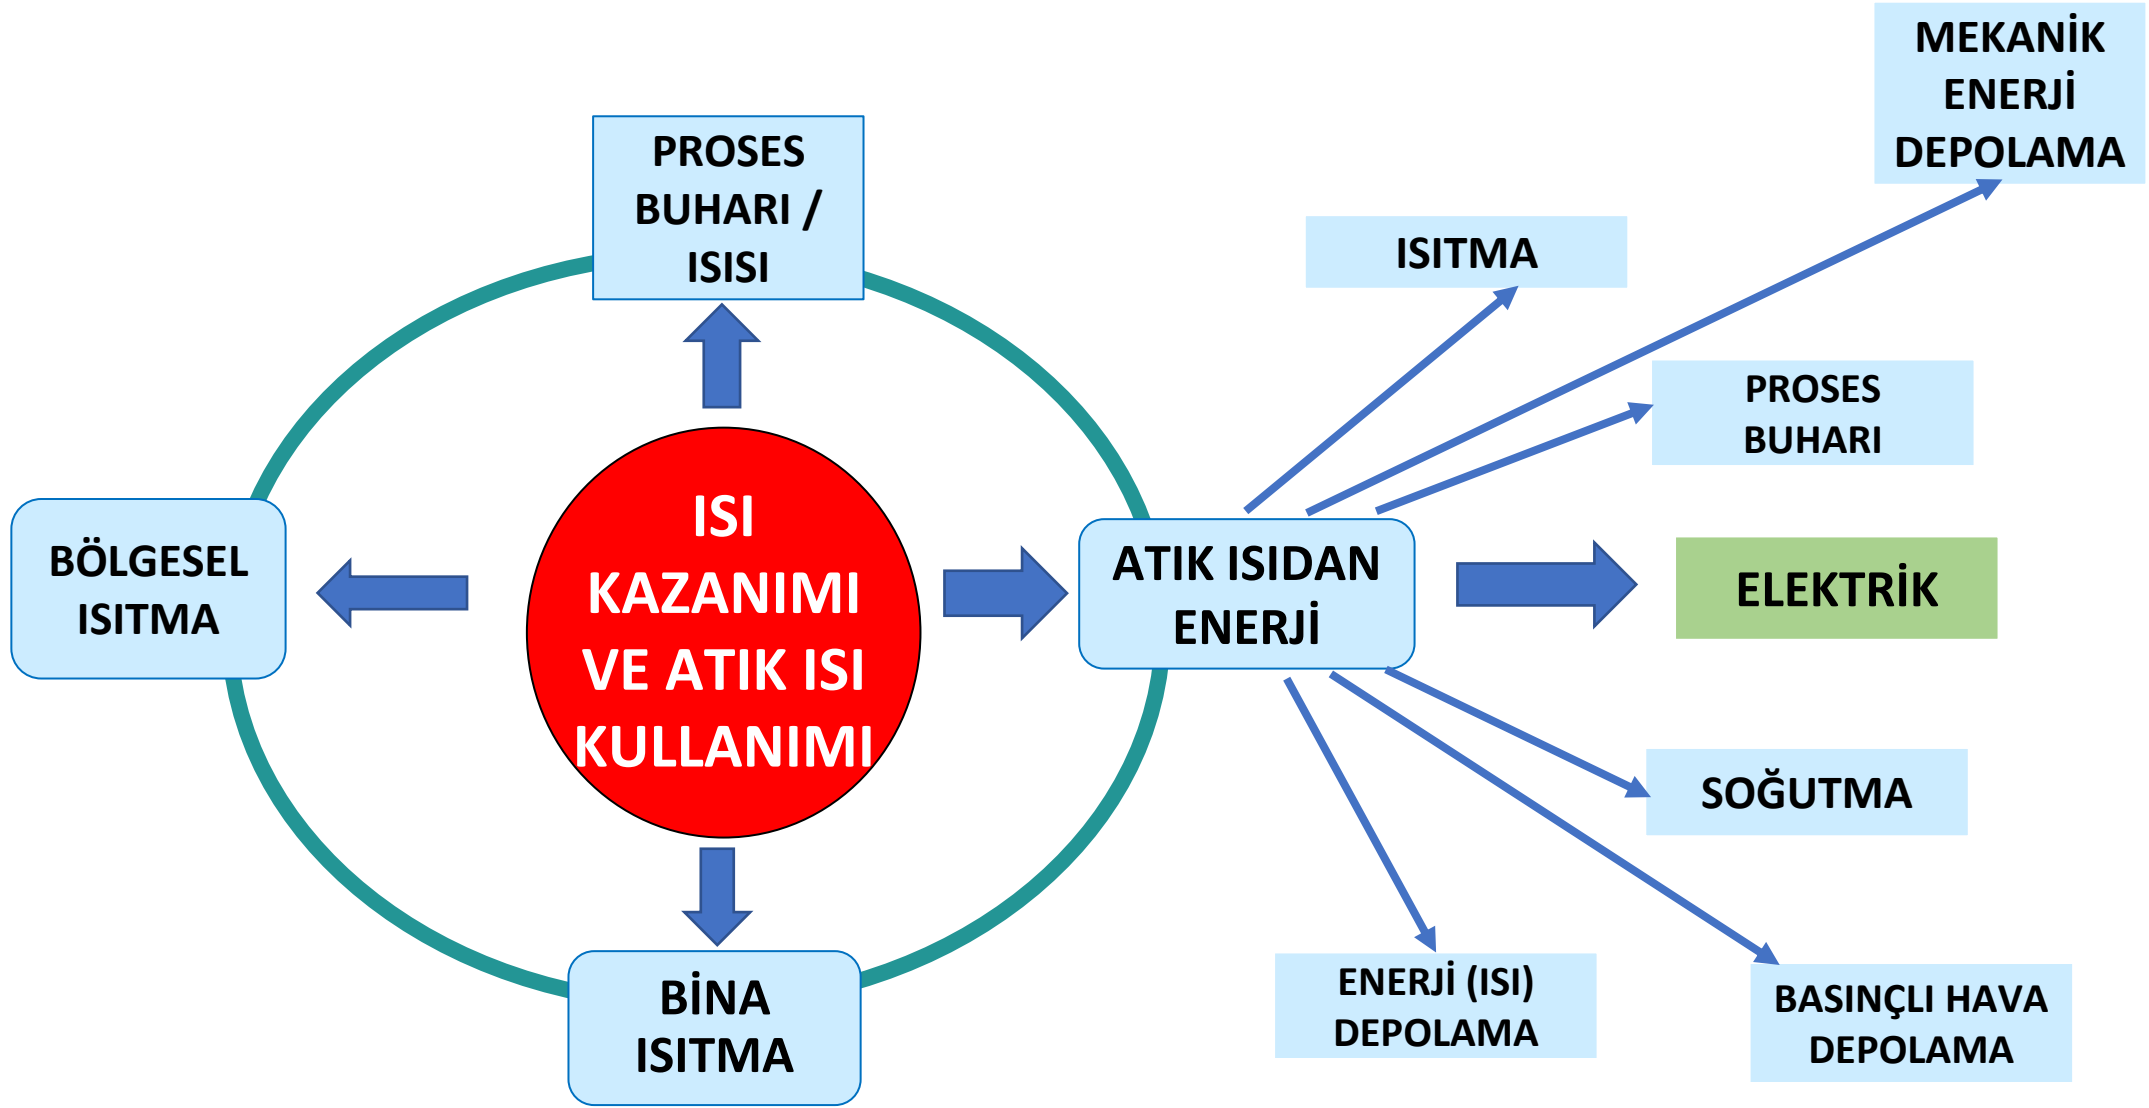 MEKANİK
ENERJİ
DEPOLAMA
PROSES
BUHARI /
ISISI
ISITMA
PROSES
BUHARI
ISI
KAZANIMI
VE ATIK ISI
KULLANIMI
BÖLGESEL
ISITMA
ATIK ISIDAN
ENERJİ
ELEKTRİK
SOĞUTMA
BİNA
ISITMA
ENERJİ (ISI)
DEPOLAMA
BASINÇLI HAVA
DEPOLAMA